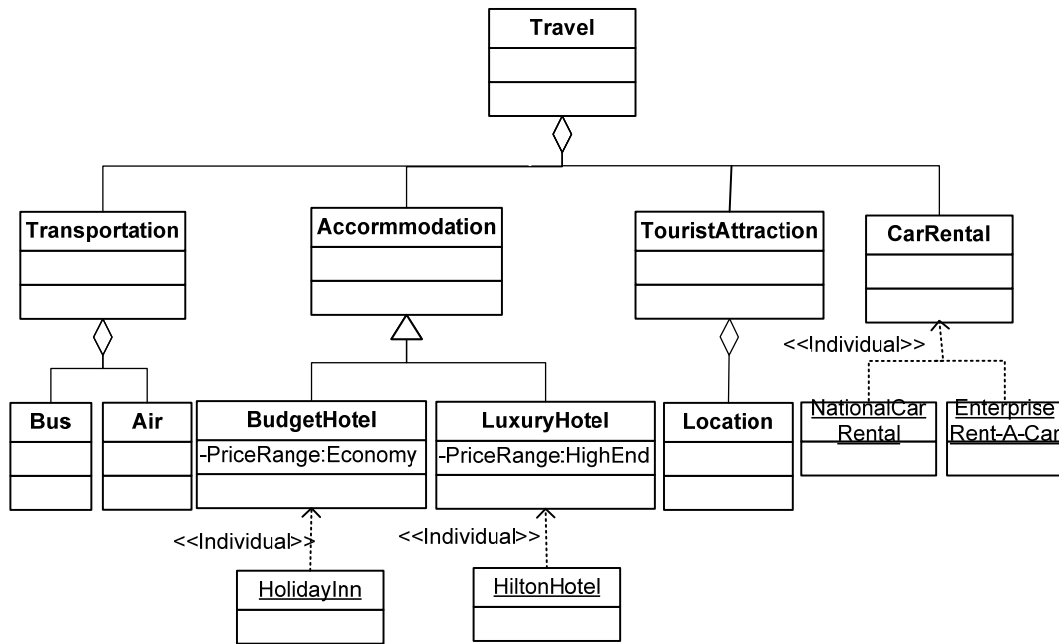 Travel
Transportation
Accormmodation
TouristAttraction
CarRental
<<Individual>>
Bus
Air
BudgetHotel
-PriceRange:Economy
LuxuryHotel
-PriceRange:HighEnd
Location
NationalCar
Rental
Enterprise
Rent-A-Car
<<Individual>>
<<Individual>>
HolidayInn
HiltonHotel